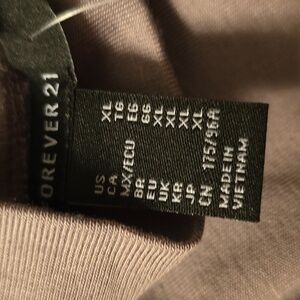 OREVER 21
US XL
CA TG
MX/ECU EG
BR GG
EU XL
UK XL
KR XL
JP XL
CN 175/96A
MADE IN
VIETNAM